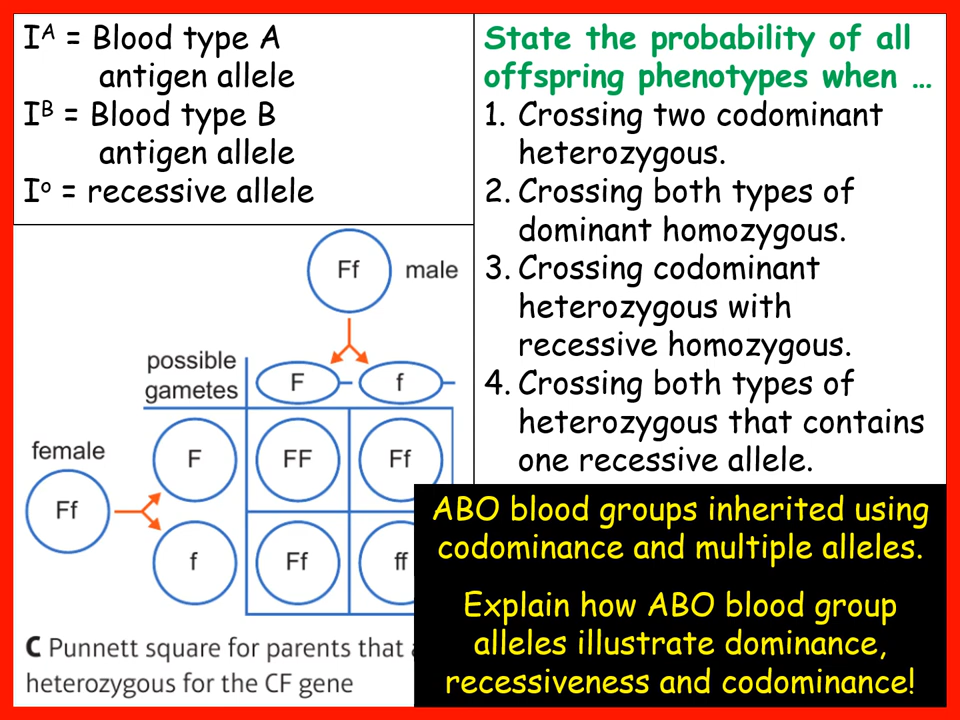 Iᴬ = Blood type A
antigen allele
Iᴮ = Blood type B
antigen allele
Iᵒ = recessive allele
State the probability of all
offspring phenotypes when …
1. Crossing two codominant
heterozygous.
2. Crossing both types of
dominant homozygous.
3. Crossing codominant
heterozygous with
recessive homozygous.
4. Crossing both types of
heterozygous that contains
one recessive allele.
Ff male
possible
gametes
F f
female
Ff
F FF Ff
f Ff ff
C Punnett square for parents that
heterozygous for the CF gene
ABO blood groups inherited using
codominance and multiple alleles.
Explain how ABO blood group
alleles illustrate dominance,
recessiveness and codominance!